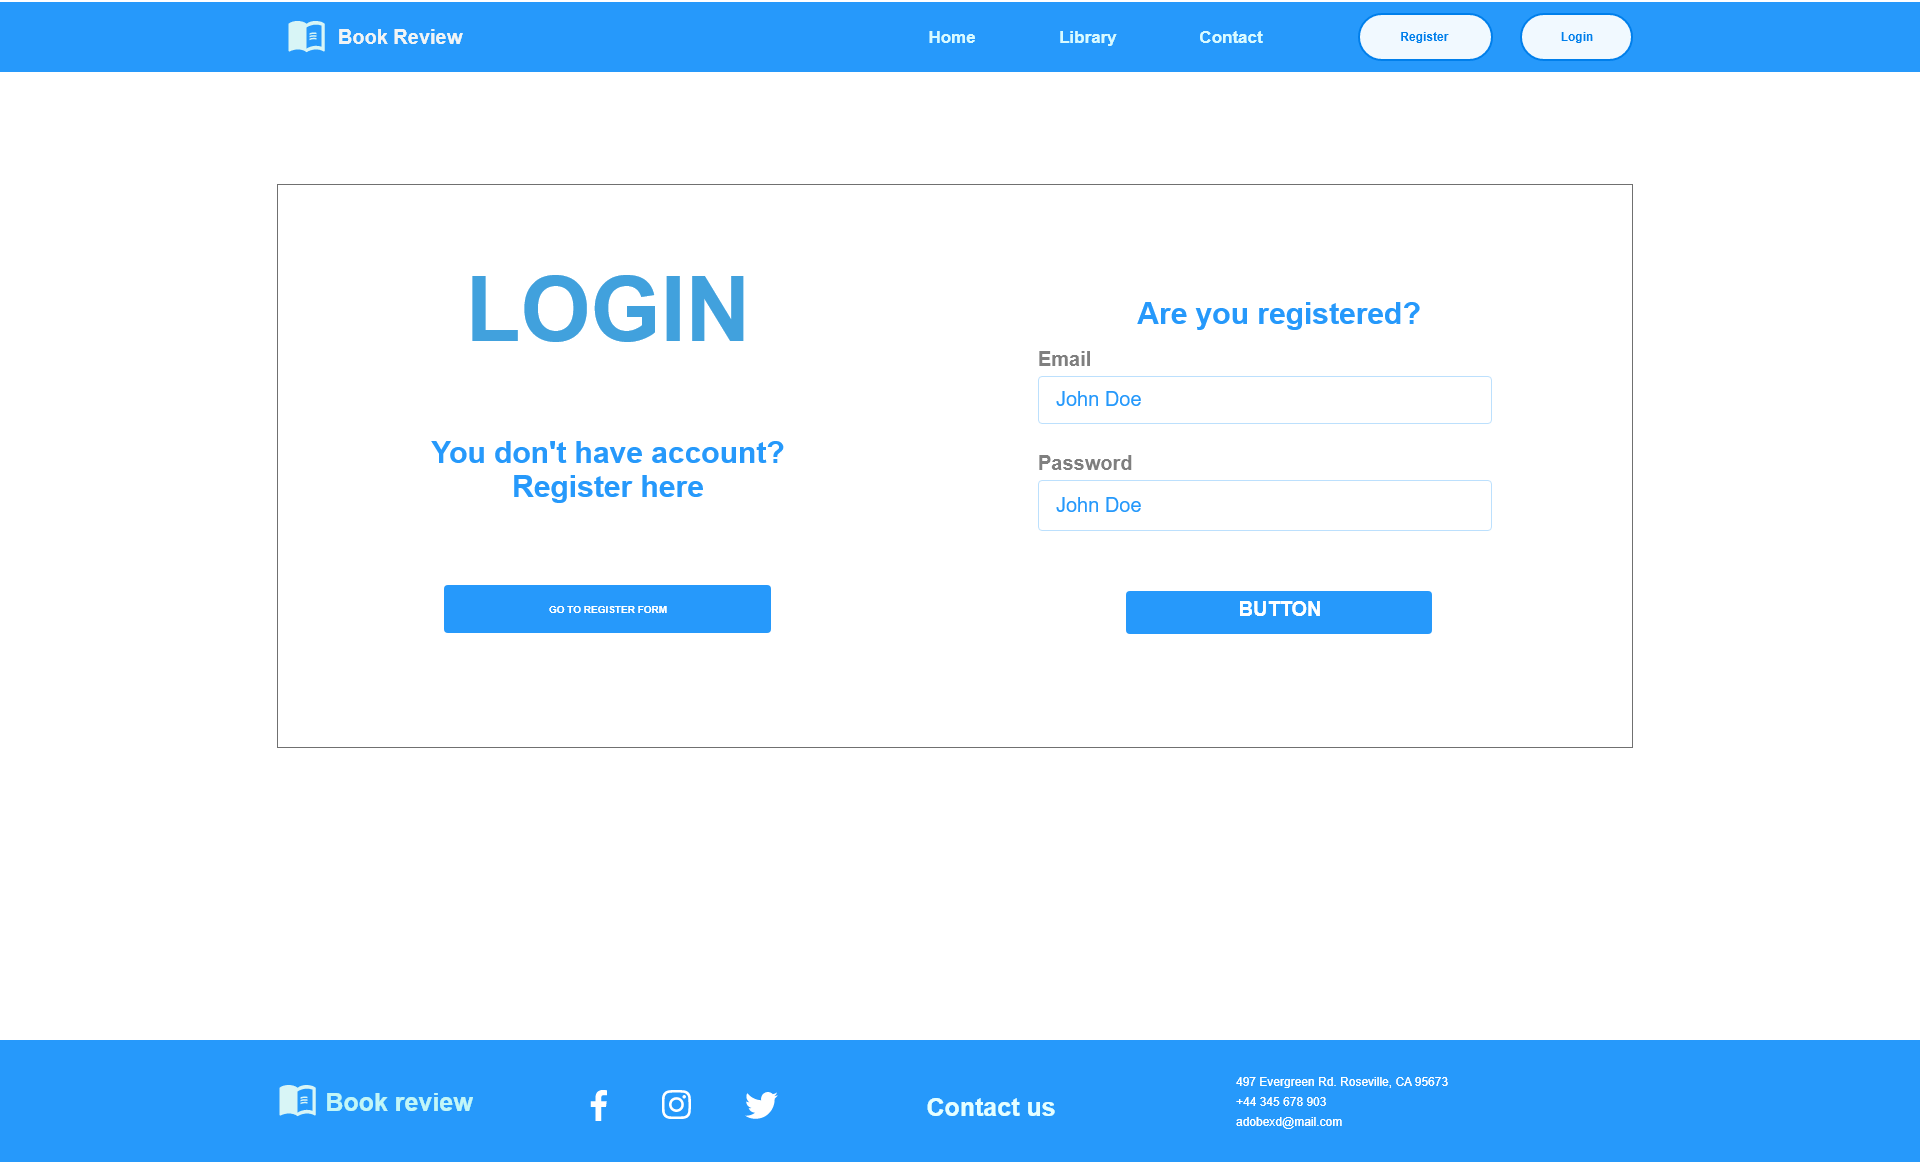 Book Review
Home
Library
Contact
Register
Login
LOGIN
You don't have account?
Register here
GO TO REGISTER FORM
Are you registered?
Email
John Doe
Password
John Doe
BUTTON
Book review
Contact us
497 Evergreen Rd. Roseville, CA 95673
+44 345 678 903
adobexd@mail.com